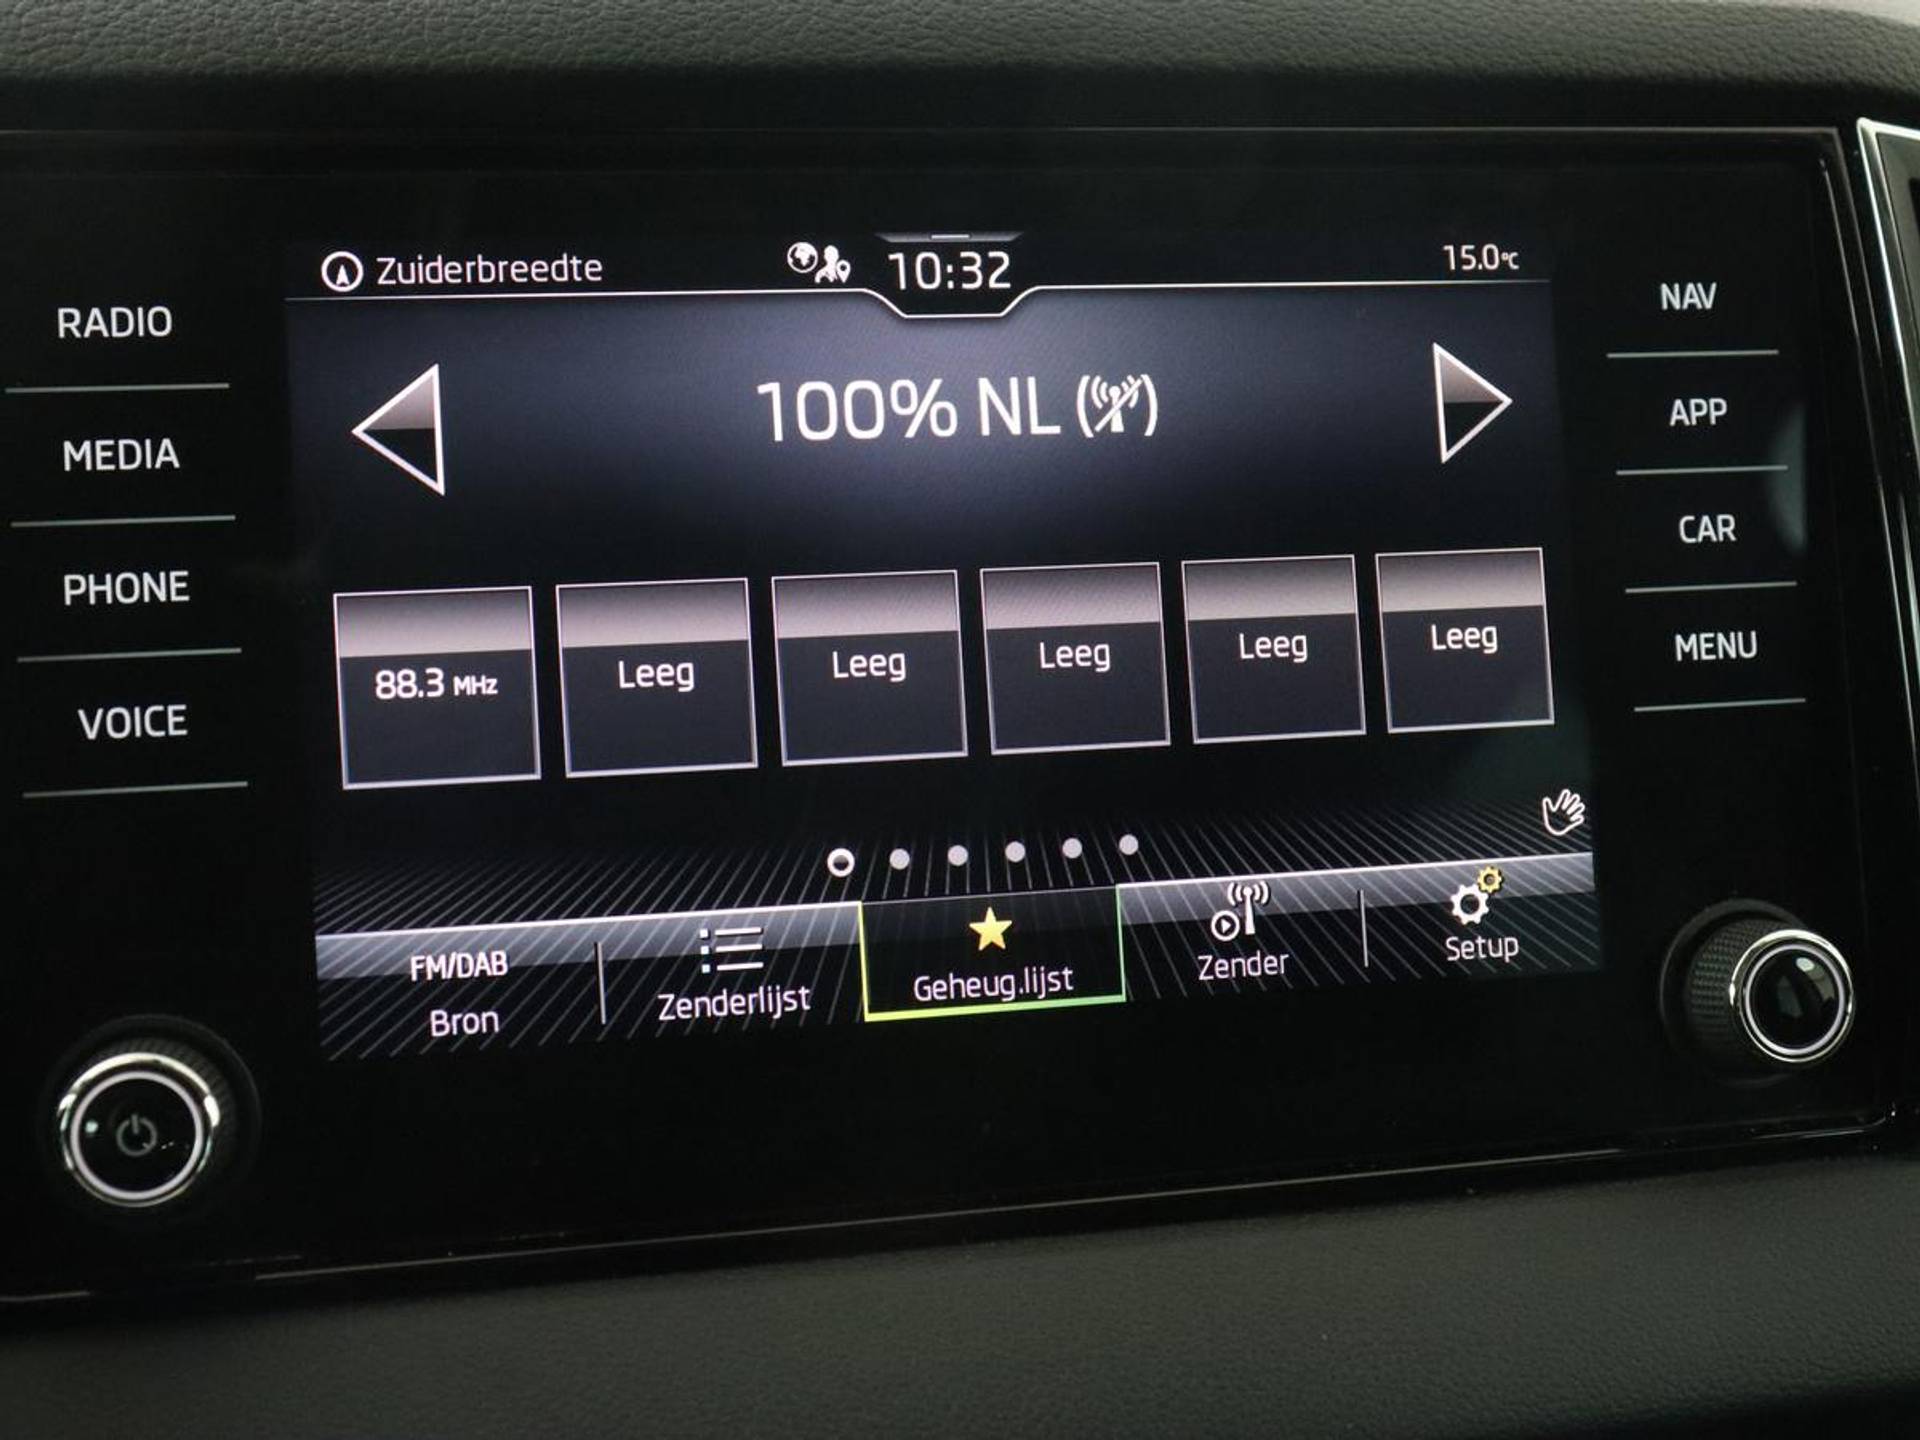 Zuiderbreedte 10:32 15.0°C
RADIO
MEDIA
PHONE
VOICE
100% NL
88.3 MHz Leeg Leeg Leeg Leeg Leeg
FM/DAB
Bron
Zenderlijst
Geheug.lijst
Zender
Setup
NAV
APP
CAR
MENU